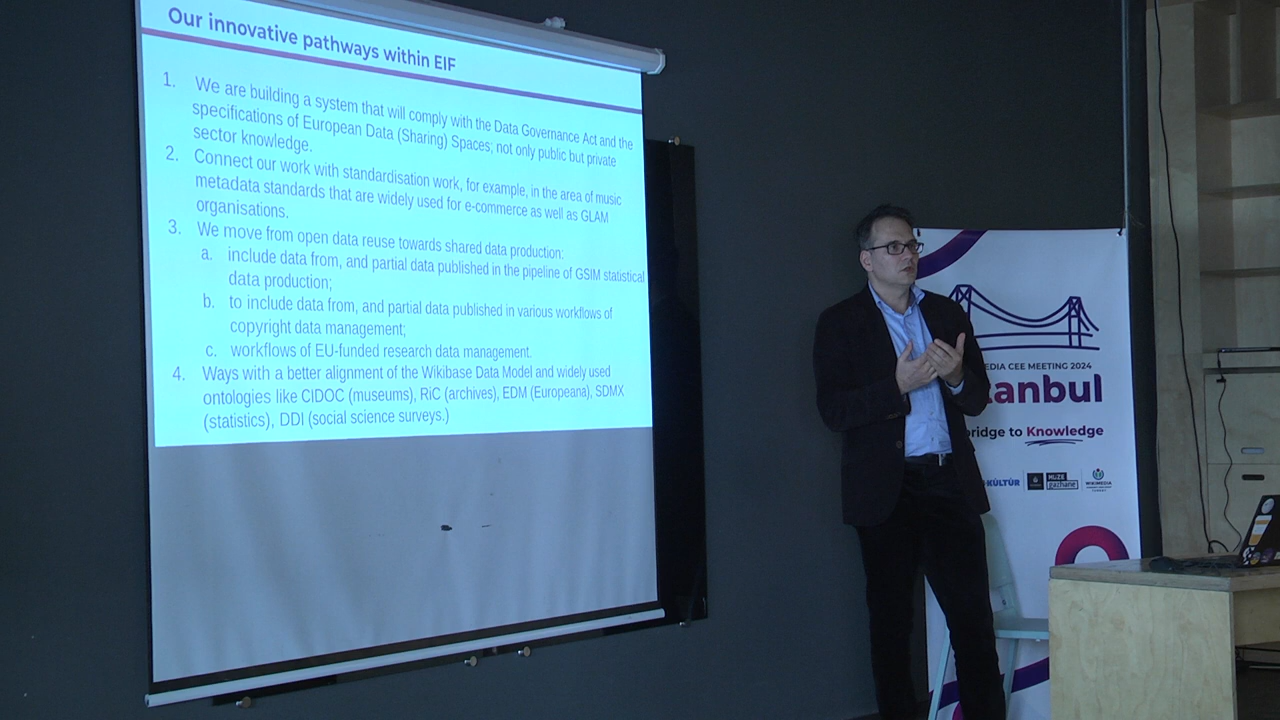 Our innovative pathways within EIF
1. We are building a system that will comply with the Data Governance Act and the
specifications of European Data (Sharing) Spaces; not only public but private
sector knowledge.
2. Connect our work with standardisation work, for example, in the area of music
metadata standards that are widely used for e-commerce as well as GLAM
organisations.
3. We move from open data reuse towards shared data production:
a. include data from, and partial data published in the pipeline of GSIM statistical
data production;
b. to include data from, and partial data published in various workflows of
copyright data management;
c. workflows of EU-funded research data management.
4. Ways with a better alignment of the Wikibase Data Model and widely used
ontologies like CIDOC (museums), RiC (archives), EDM (Europeana), SDMX
(statistics), DDI (social science surveys.)
EDIA CEE MEETING 2024
tanbul
ridge to Knowledge
KÜLTÜR
MÜZE
gazhane
WIKIMEDIA